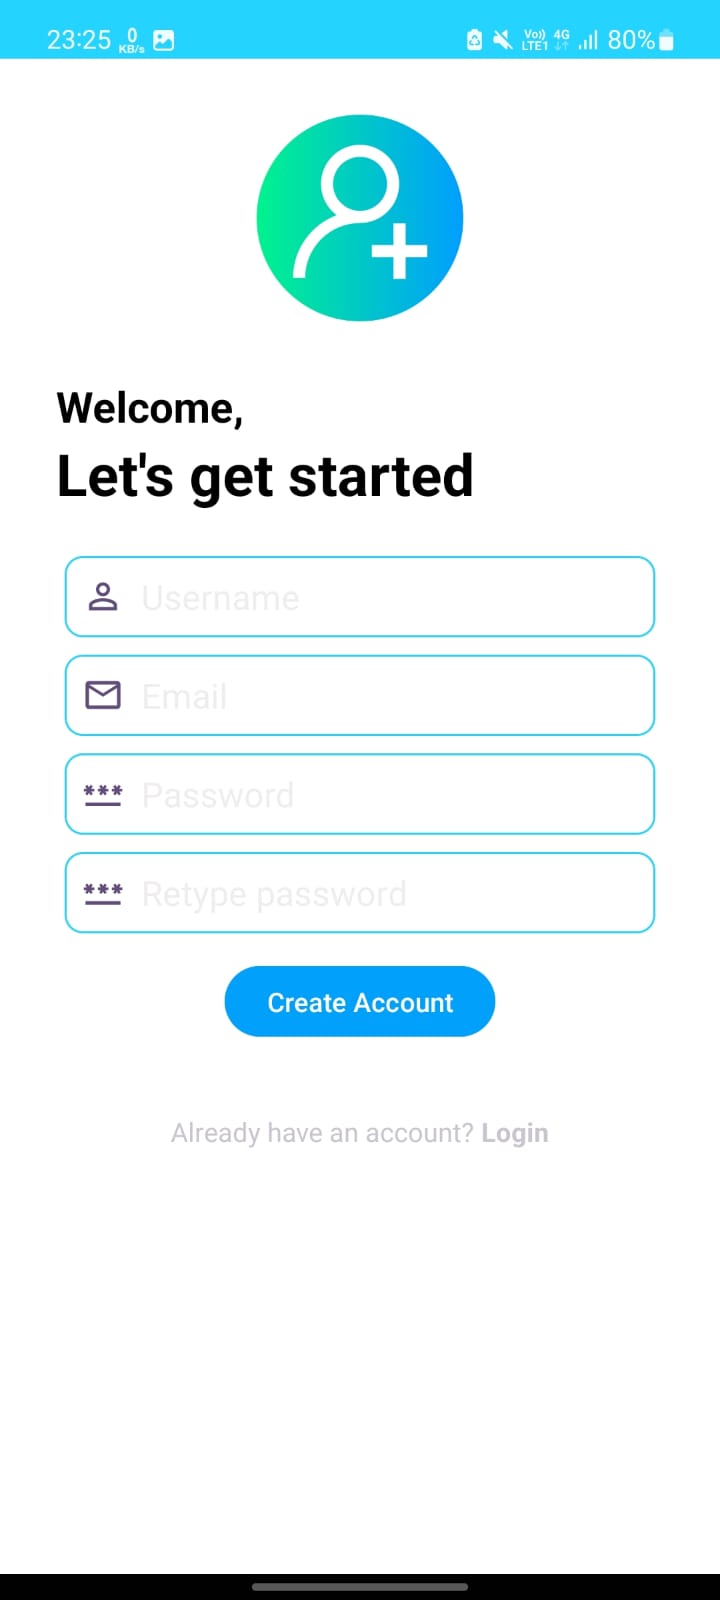 23:25 0 KB/s Vo)) LTE1 4G 80%
Welcome,
Let's get started
Username
Email
*** Password
*** Retype password
Create Account
Already have an account? Login